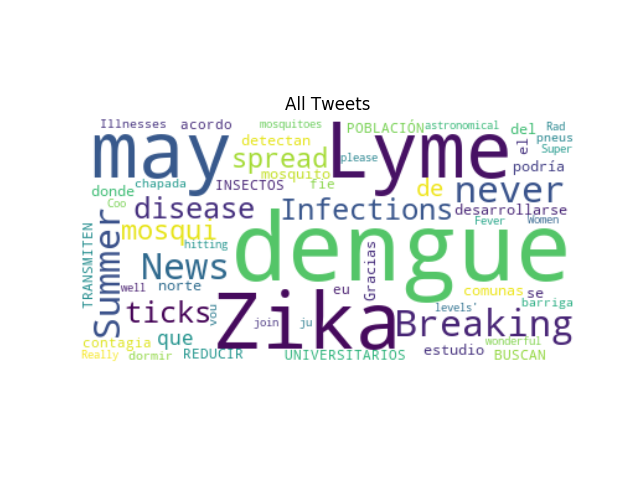 All Tweets
Illnesses acordo mosquitoes POBLACIÓN astronomical del Rad
may detectan Lyme el pneus
spread please Super
mosquito podría
chapada INSECTOS fie de never
donde
Coo disease Infections desarrollarse
Summer mosqui Fever Women
TRANSMITEN hitting dengue
News Gracias
well norte eu comunas se
ticks vou Zika levels' barriga
join ju Breaking
contagia que wonderful
Really dormir REDUCIR UNIVERSITARIOS estudio BUSCAN